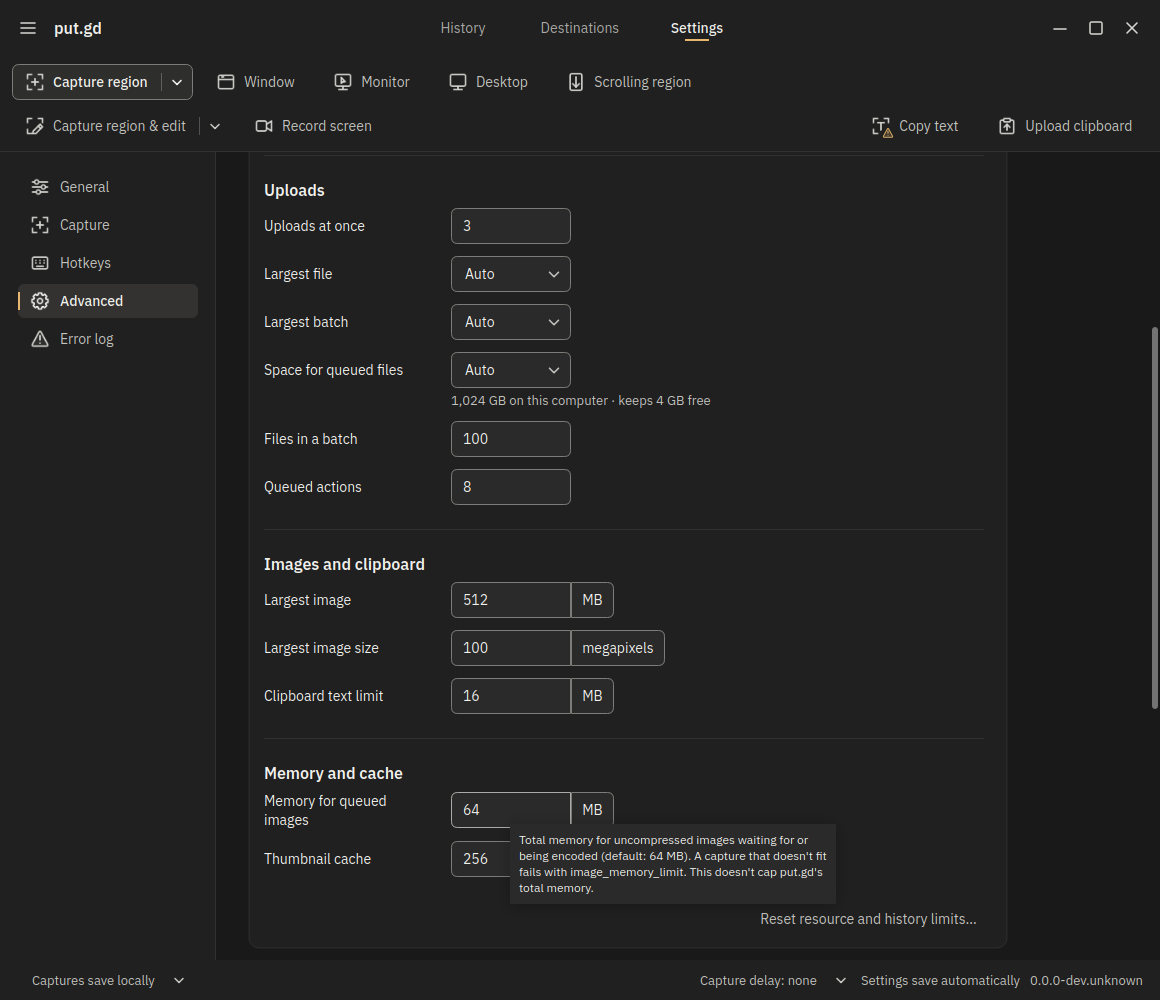 put.gd
History
Destinations
Settings
Capture region
Window
Monitor
Desktop
Scrolling region
Capture region & edit
Record screen
Copy text
Upload clipboard
General
Capture
Hotkeys
Advanced
Error log
Uploads
Uploads at once
3
Largest file
Auto
Largest batch
Auto
Space for queued files
Auto
1,024 GB on this computer · keeps 4 GB free
Files in a batch
100
Queued actions
8
Images and clipboard
Largest image
512
MB
Largest image size
100
megapixels
Clipboard text limit
16
MB
Memory and cache
Memory for queued
images
64
MB
Thumbnail cache
256
Total memory for uncompressed images waiting for or
being encoded (default: 64 MB). A capture that doesn't fit
fails with image_memory_limit. This doesn't cap put.gd's
total memory.
Reset resource and history limits...
Captures save locally
Capture delay: none
Settings save automatically
0.0.0-dev.unknown